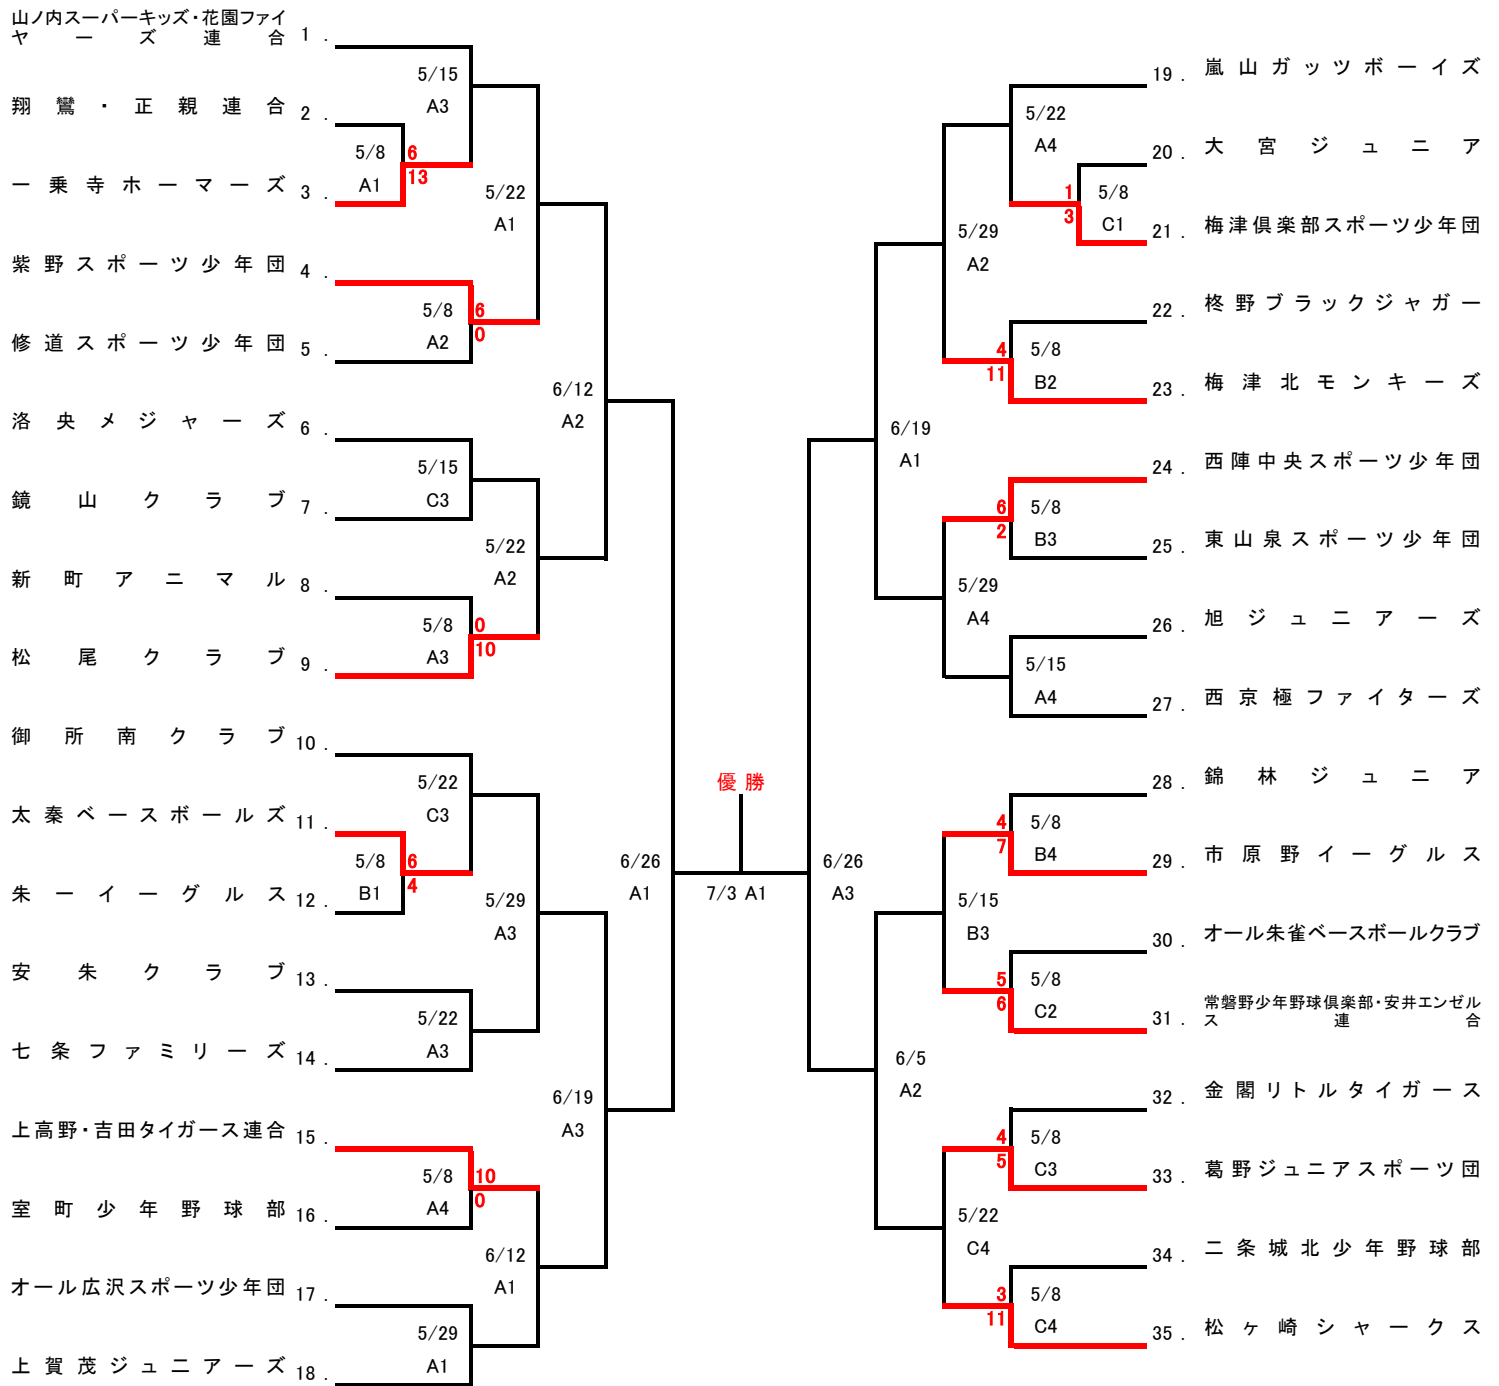 山ノ内スーパーキッズ・花園ファイ
ヤーズ連合 1 .
翔鸞・正親連合 2 .
一乗寺ホーマーズ 3 .
紫野スポーツ少年団 4 .
修道スポーツ少年団 5 .
洛央メジャーズ 6 .
鏡山クラブ 7 .
新町アニマル 8 .
松尾クラブ 9 .
御所南クラブ 10 .
太秦ベースボールズ 11 .
朱一イーグルス 12 .
安朱クラブ 13 .
七条ファミリーズ 14 .
上高野・吉田タイガース連合 15 .
室町少年野球部 16 .
オール広沢スポーツ少年団 17 .
上賀茂ジュニアーズ 18 .
5/15
A3
5/8
A1
6
13
5/22
A1
5/8
A2
6
0
6/12
A2
5/15
C3
5/22
A2
5/8
A3
0
10
5/22
C3
5/8
B1
6
4
5/29
A3
5/22
A3
6/19
A3
5/8
A4
10
0
6/12
A1
5/29
A1
6/26
A1
優勝
7/3 A1
6/26
A3
19 . 嵐山ガッツボーイズ
20 . 大宮ジュニア
21 . 梅津倶楽部スポーツ少年団
22 . 柊野ブラックジャガー
23 . 梅津北モンキーズ
24 . 西陣中央スポーツ少年団
25 . 東山泉スポーツ少年団
26 . 旭ジュニアーズ
27 . 西京極ファイターズ
28 . 錦林ジュニア
29 . 市原野イーグルス
30 . オール朱雀ベースボールクラブ
31 . 常磐野少年野球倶楽部・安井エンゼル
ス連合
32 . 金閣リトルタイガース
33 . 葛野ジュニアスポーツ団
34 . 二条城北少年野球部
35 . 松ヶ崎シャークス
5/22
A4
1
3
5/8
C1
5/29
A2
4
11
5/8
B2
6/19
A1
6
2
5/8
B3
5/29
A4
5/15
A4
4
7
5/8
B4
5/15
B3
5
6
5/8
C2
6/5
A2
4
5
5/8
C3
5/22
C4
3
11
5/8
C4